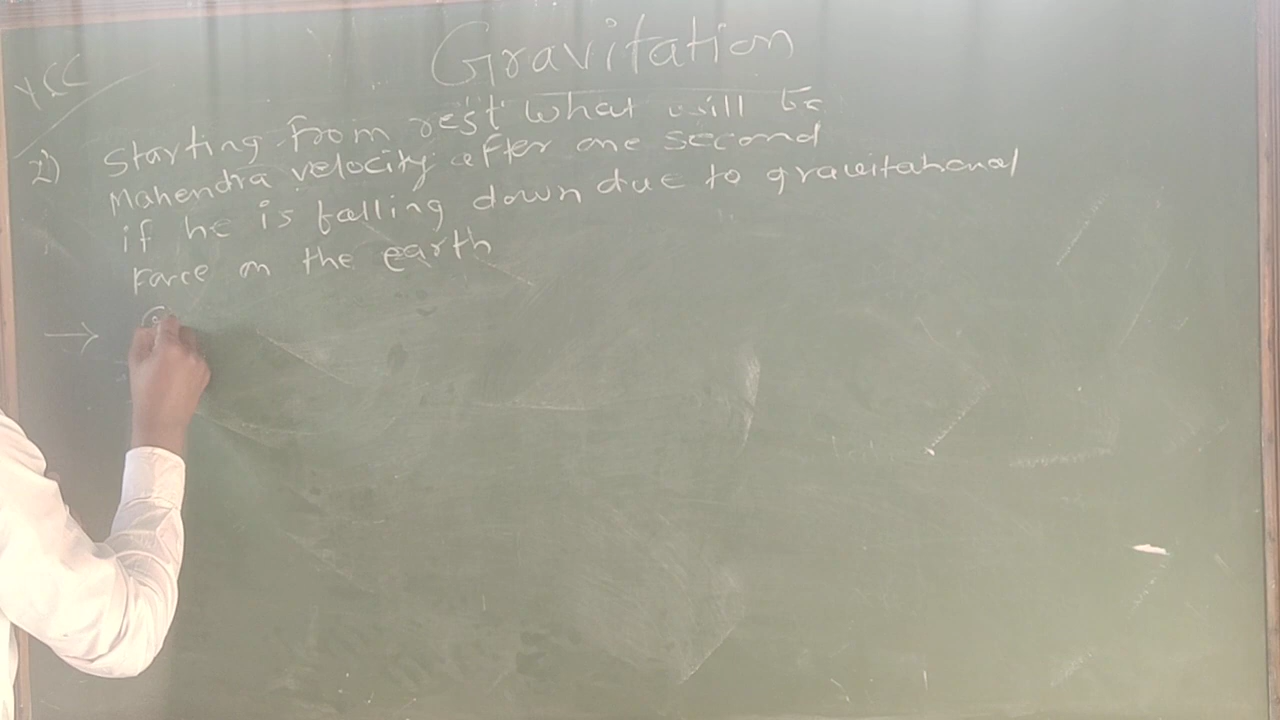 Gravitation
YCC
2) Starting from rest what will be
Mahendra velocity after one second
if he is falling down due to gravitational
Force on the earth
→